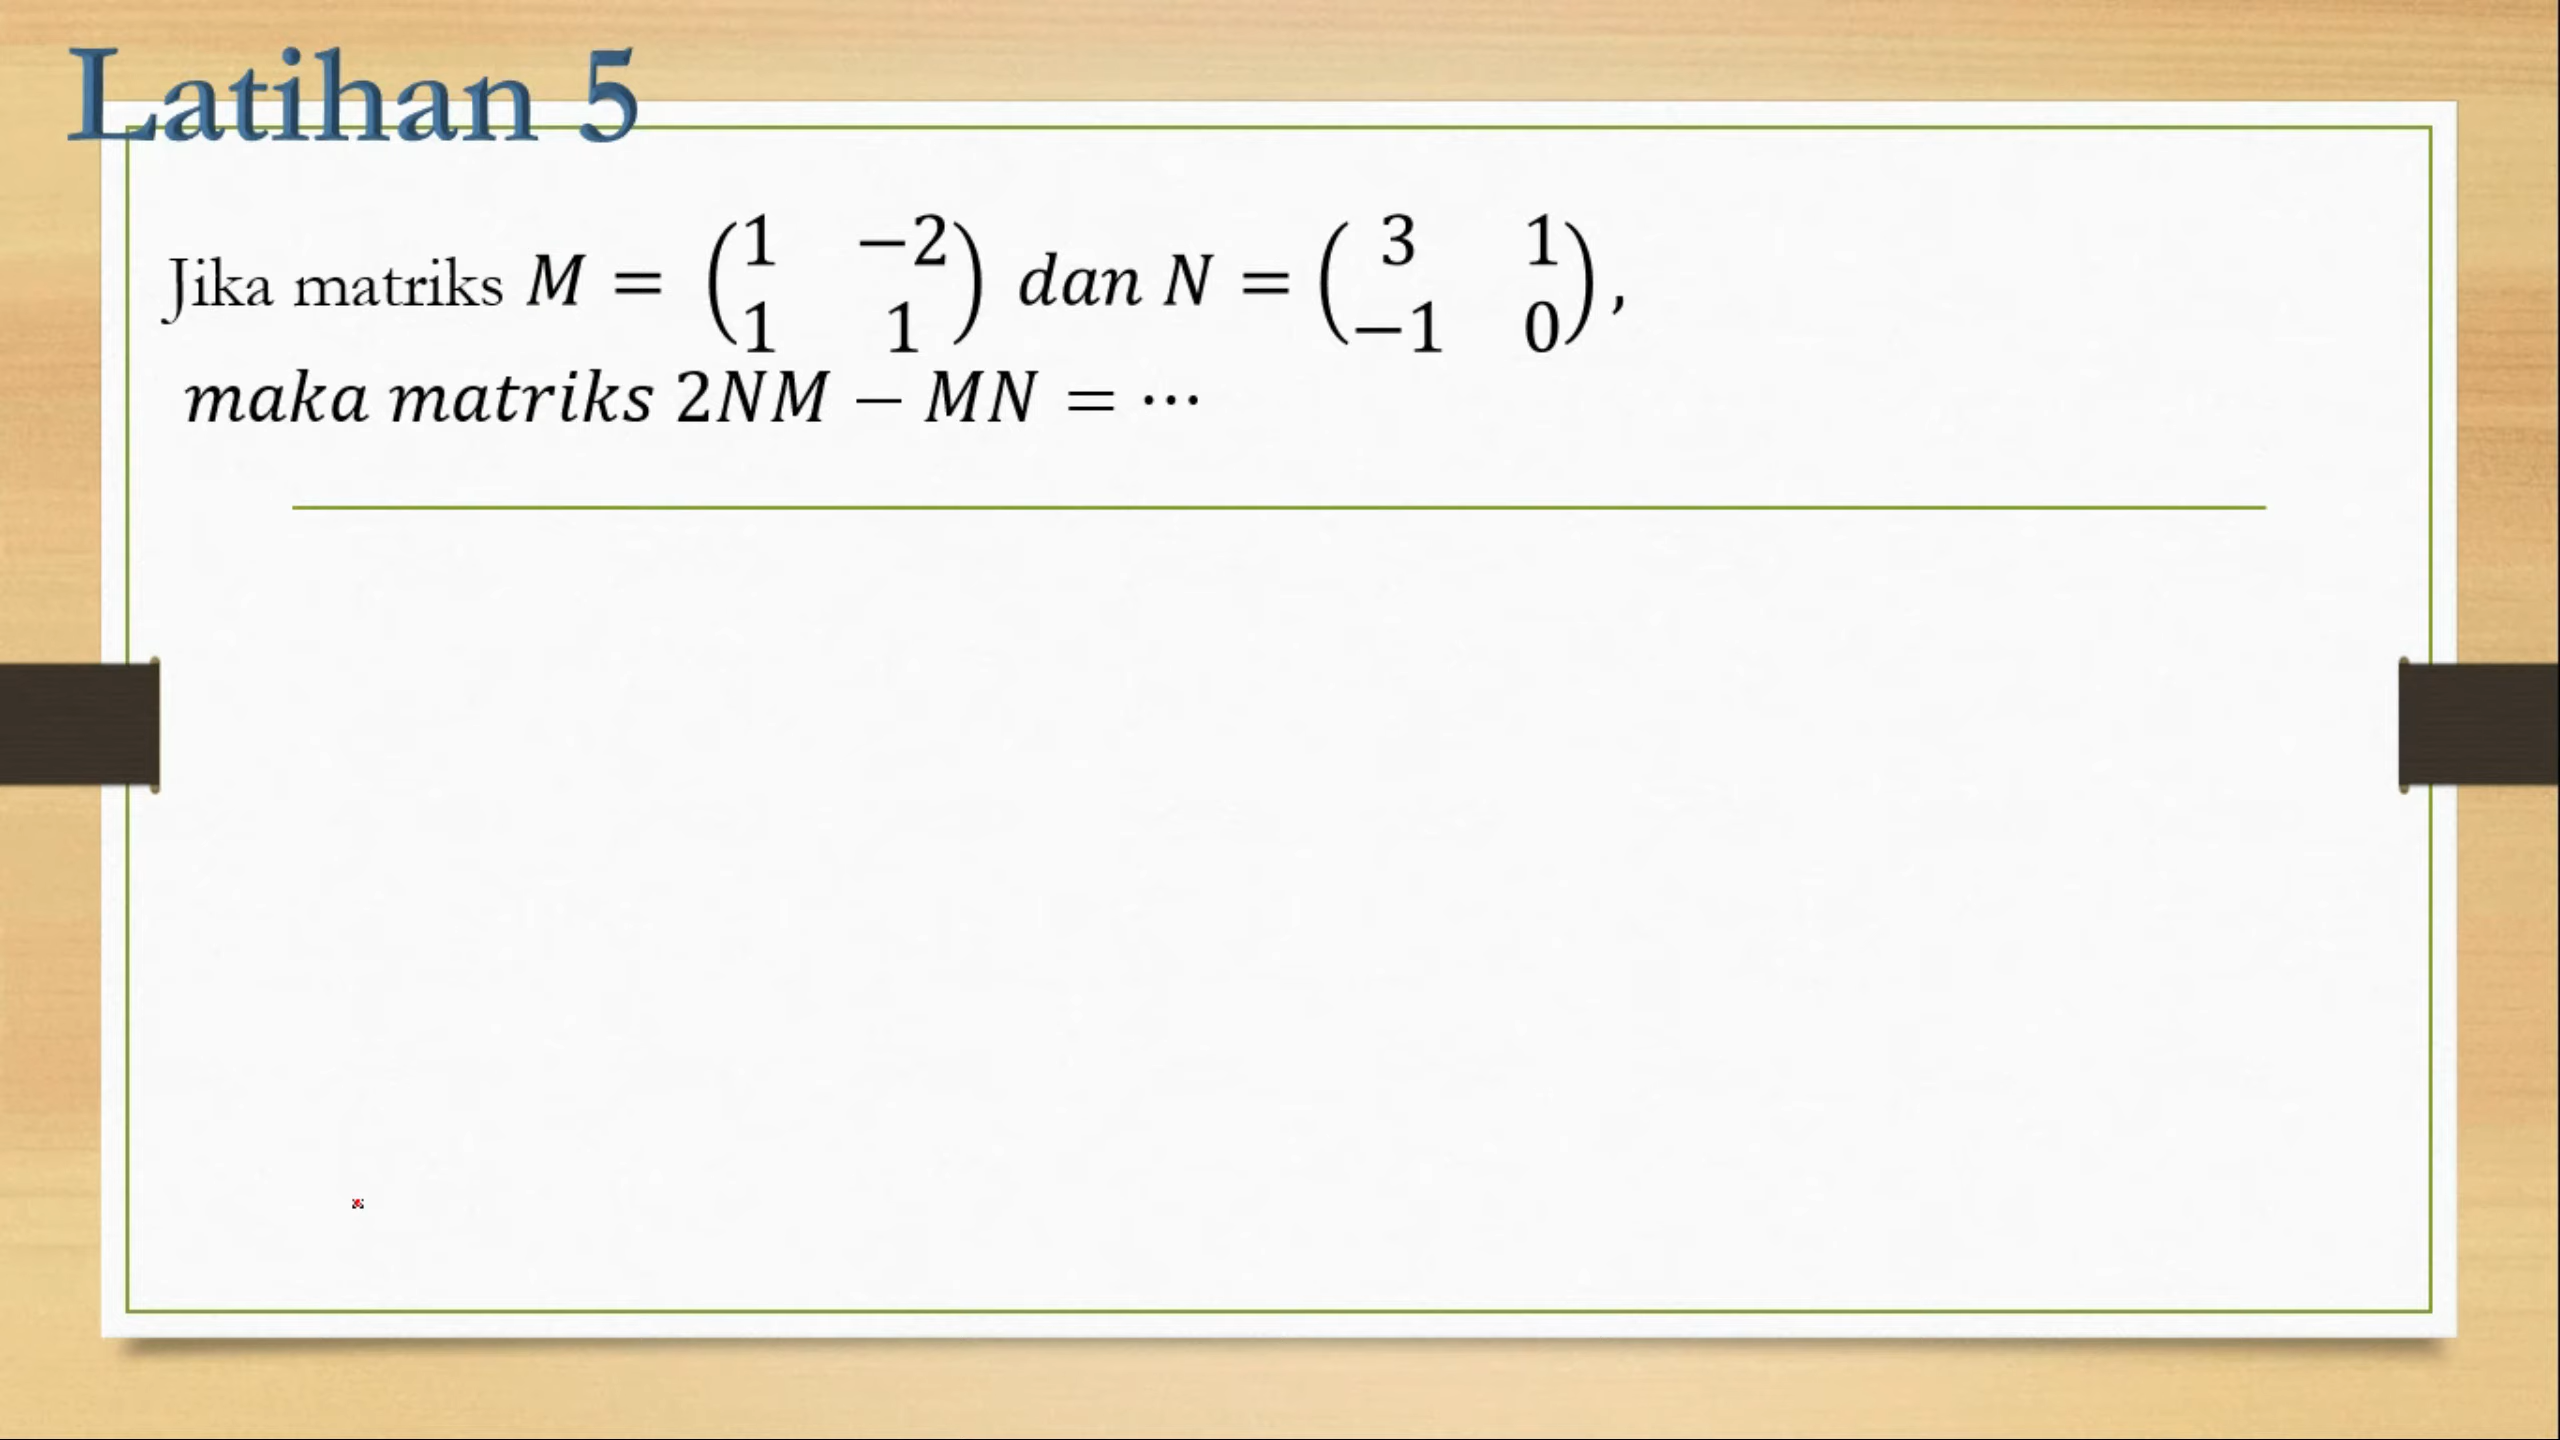 Latihan 5
Jika matriks M = (1 −2
1 1) dan N = (3 1
−1 0),
maka matriks 2NM − MN = ⋯